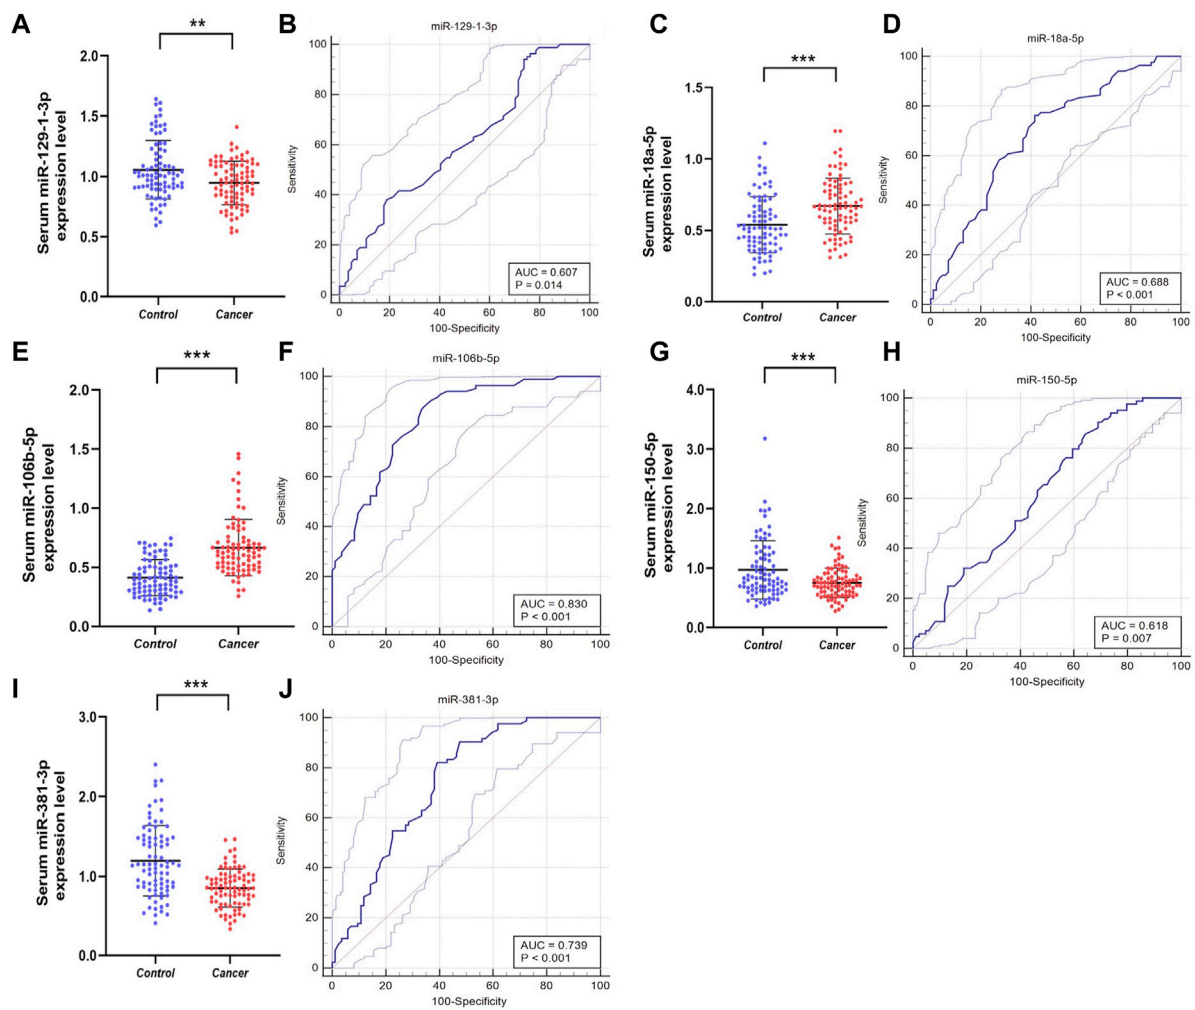 A
**
Serum miR-129-1-3p
expression level
2.0
1.5
1.0
0.5
0.0
Control
Cancer
B
miR-129-1-3p
Sensitivity
100
80
60
40
20
0
AUC = 0.607
P = 0.014
0
20
40
60
80
100
100-Specificity
C
***
Serum miR-18a-5p
expression level
1.5
1.0
0.5
0.0
Control
Cancer
D
miR-18a-5p
Sensitivity
100
80
60
40
20
0
AUC = 0.688
P < 0.001
0
20
40
60
80
100
100-Specificity
E
***
Serum miR-106b-5p
expression level
2.0
1.5
1.0
0.5
0.0
Control
Cancer
F
miR-106b-5p
Sensitivity
100
80
60
40
20
0
AUC = 0.830
P < 0.001
0
20
40
60
80
100
100-Specificity
G
***
Serum miR-150-5p
expression level
4.0
3.0
2.0
1.0
0.0
Control
Cancer
H
miR-150-5p
Sensitivity
100
80
60
40
20
0
AUC = 0.618
P = 0.007
0
20
40
60
80
100
100-Specificity
I
***
Serum miR-381-3p
expression level
3.0
2.0
1.0
0.0
Control
Cancer
J
miR-381-3p
Sensitivity
100
80
60
40
20
0
AUC = 0.739
P < 0.001
0
20
40
60
80
100
100-Specificity